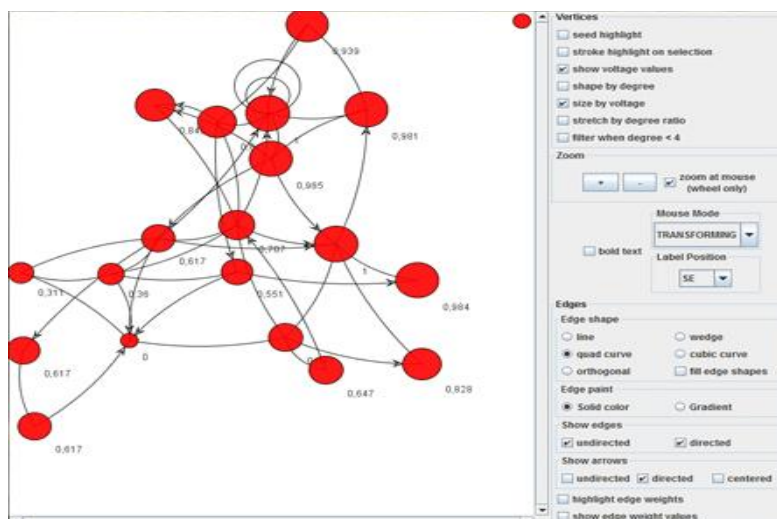 0,939
0,84
0,981
1
0,995
0,787
0,617
1
0,311
0,36
0,551
0,984
0
0,617
0,647
0,828
0,617
Vertices
seed highlight
stroke highlight on selection
show voltage values
shape by degree
size by voltage
stretch by degree ratio
filter when degree < 4
Zoom
+ - zoom at mouse
(wheel only)
Mouse Mode
TRANSFORMING
bold text
Label Position
SE
Edges
Edge shape
line wedge
quad curve cubic curve
orthogonal fill edge shapes
Edge paint
Solid color Gradient
Show edges
undirected directed
Show arrows
undirected directed centered
highlight edge weights
show edge weight values